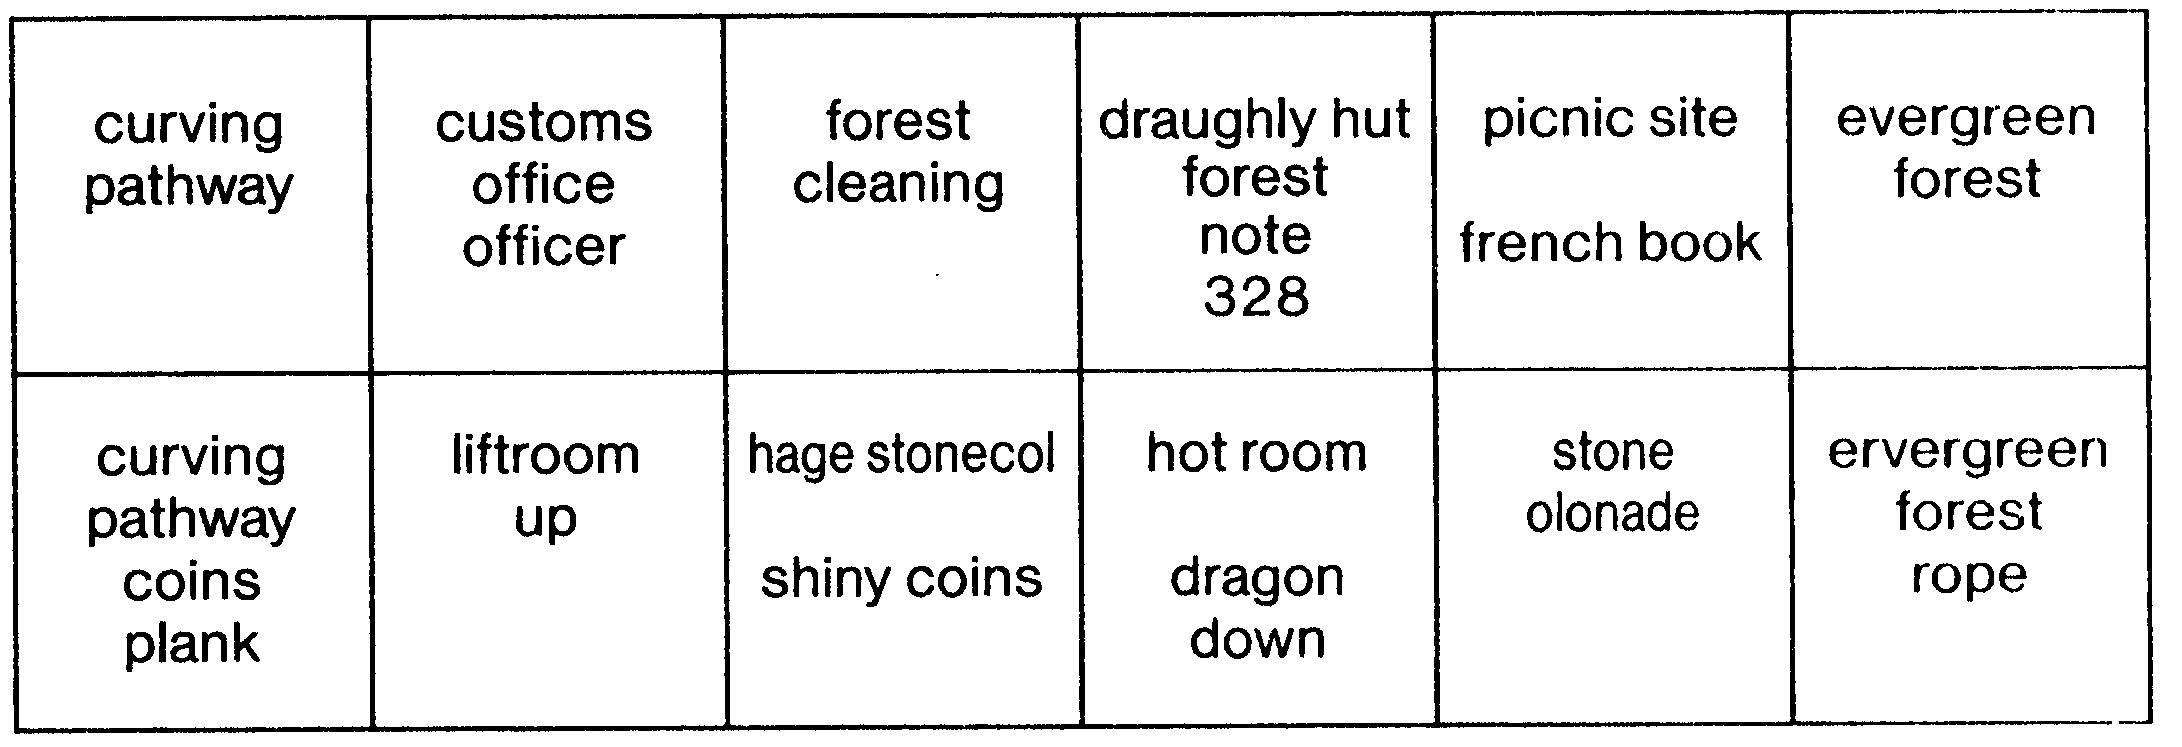 curving
pathway
customs
office
officer
forest
cleaning
draughly hut
forest
note
328
picnic site
french book
evergreen
forest
curving
pathway
coins
plank
liftroom
up
hage stonecol
shiny coins
hot room
dragon
down
stone
olonade
ervergreen
forest
rope